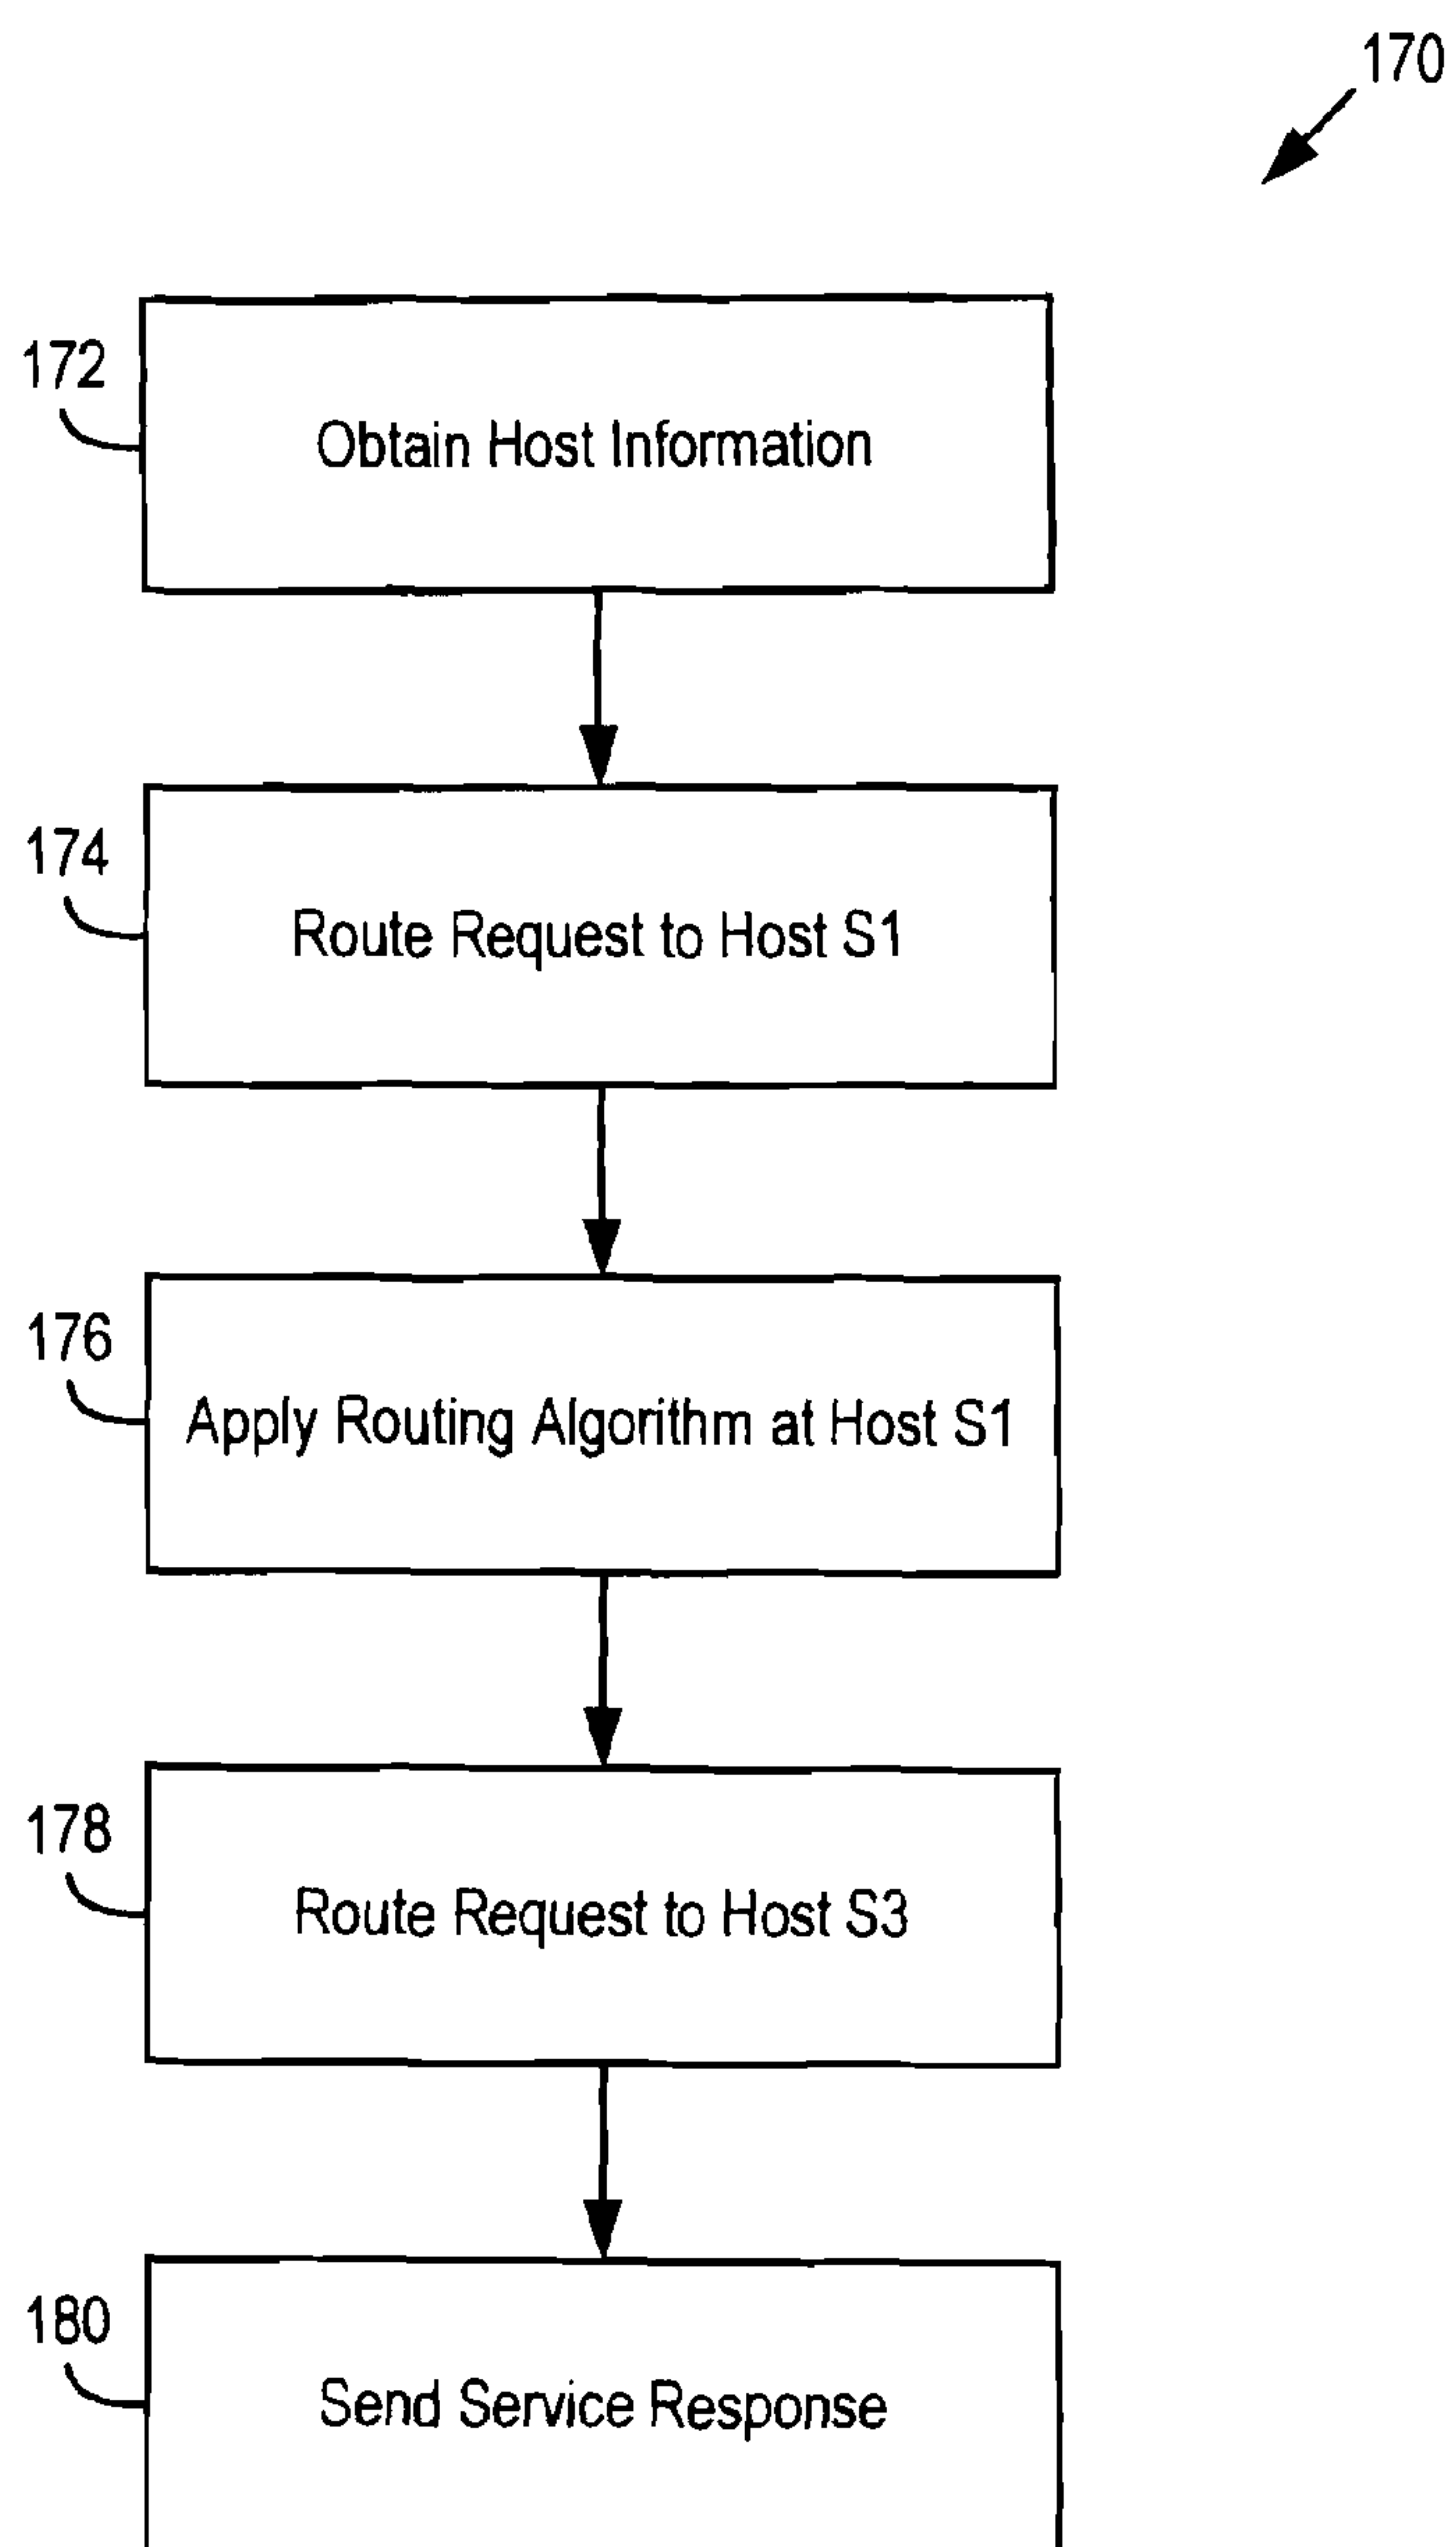 170
172
Obtain Host Information
174
Route Request to Host S1
176
Apply Routing Algorithm at Host S1
178
Route Request to Host S3
180
Send Service Response